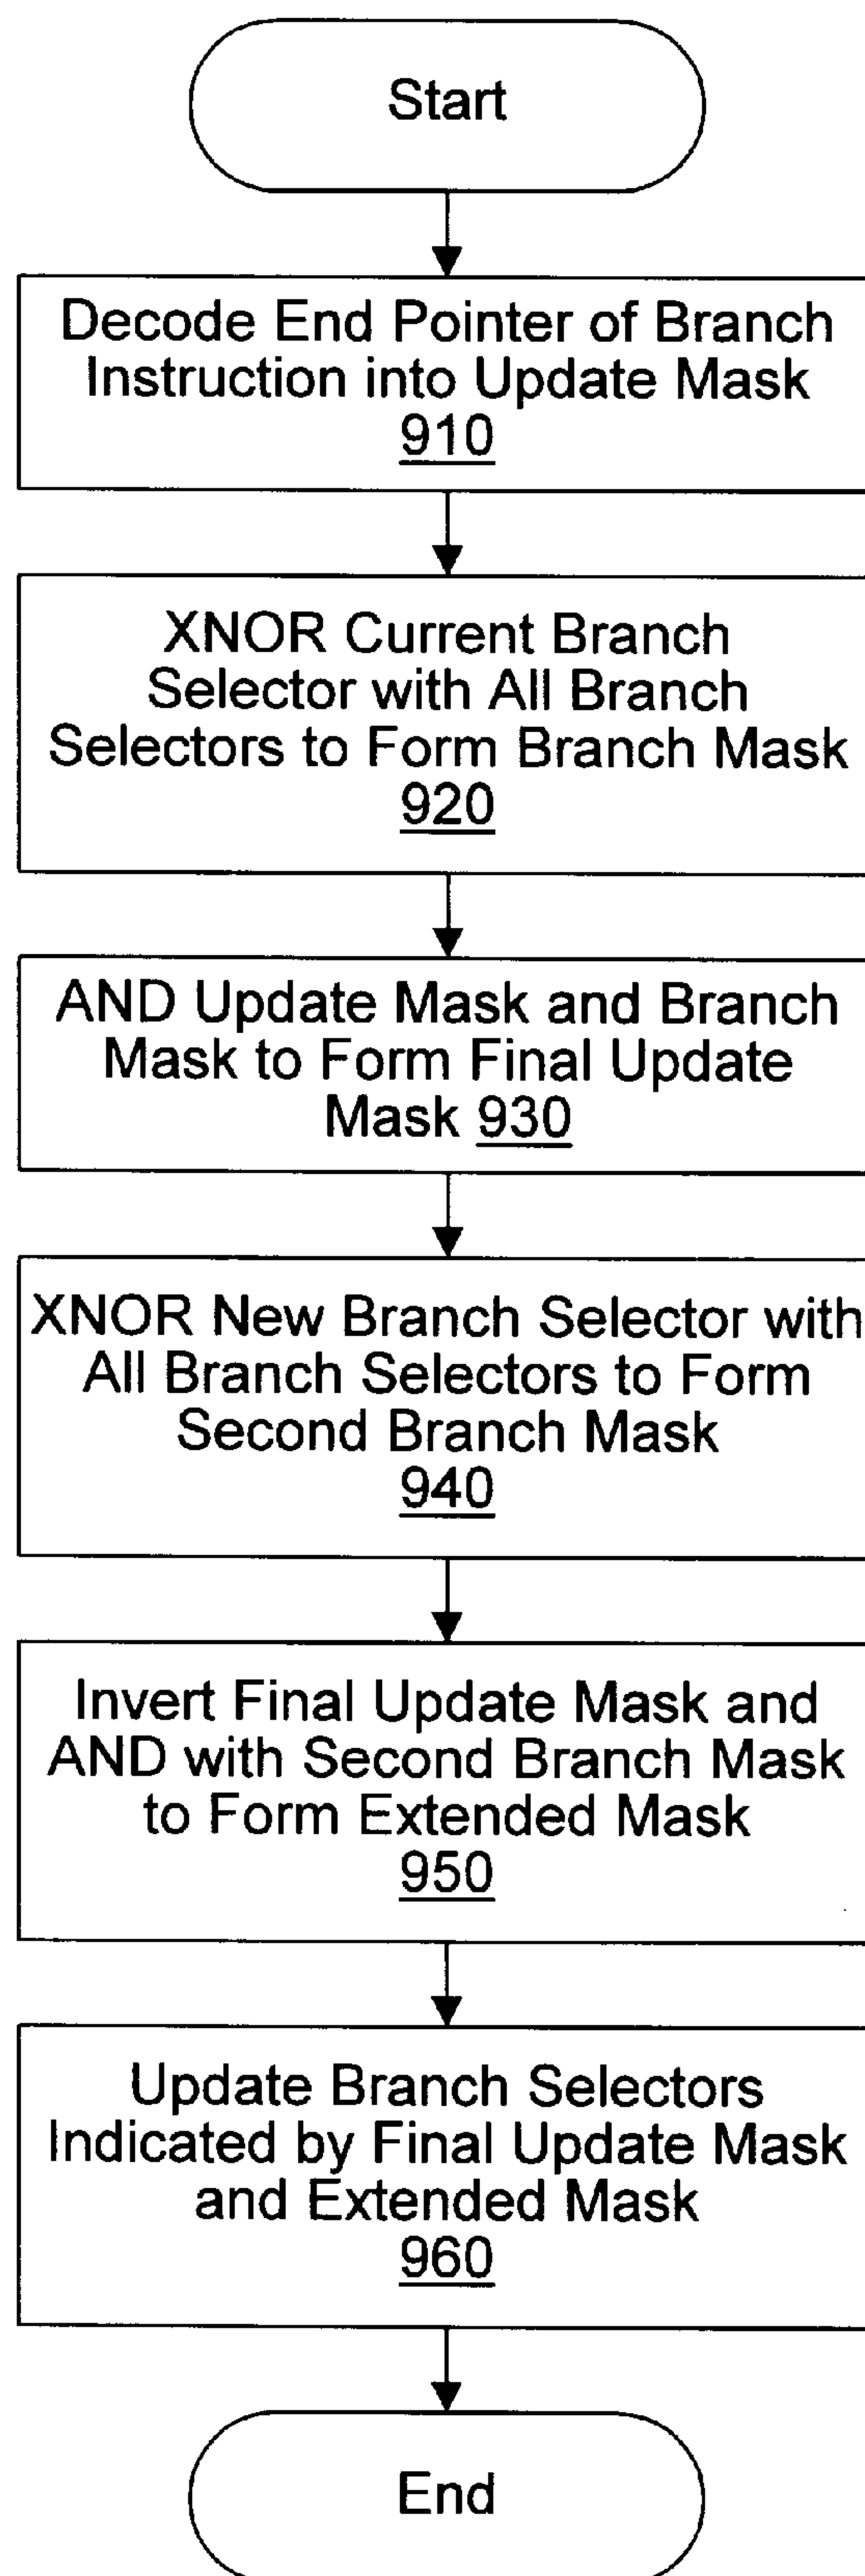 Start
Decode End Pointer of Branch
Instruction into Update Mask
910
XNOR Current Branch
Selector with All Branch
Selectors to Form Branch Mask
920
AND Update Mask and Branch
Mask to Form Final Update
Mask 930
XNOR New Branch Selector with
All Branch Selectors to Form
Second Branch Mask
940
Invert Final Update Mask and
AND with Second Branch Mask
to Form Extended Mask
950
Update Branch Selectors
Indicated by Final Update Mask
and Extended Mask
960
End